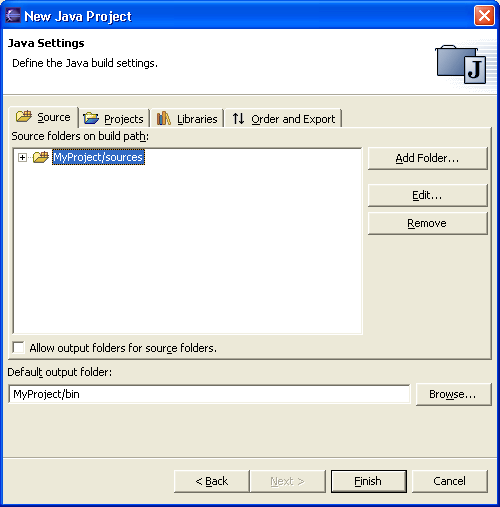 New Java Project
Java Settings
Define the Java build settings.
J
Source Projects Libraries Order and Export
Source folders on build path:
MyProject/sources
Add Folder...
Edit...
Remove
Allow output folders for source folders.
Default output folder:
MyProject/bin
Browse...
< Back Next > Finish Cancel